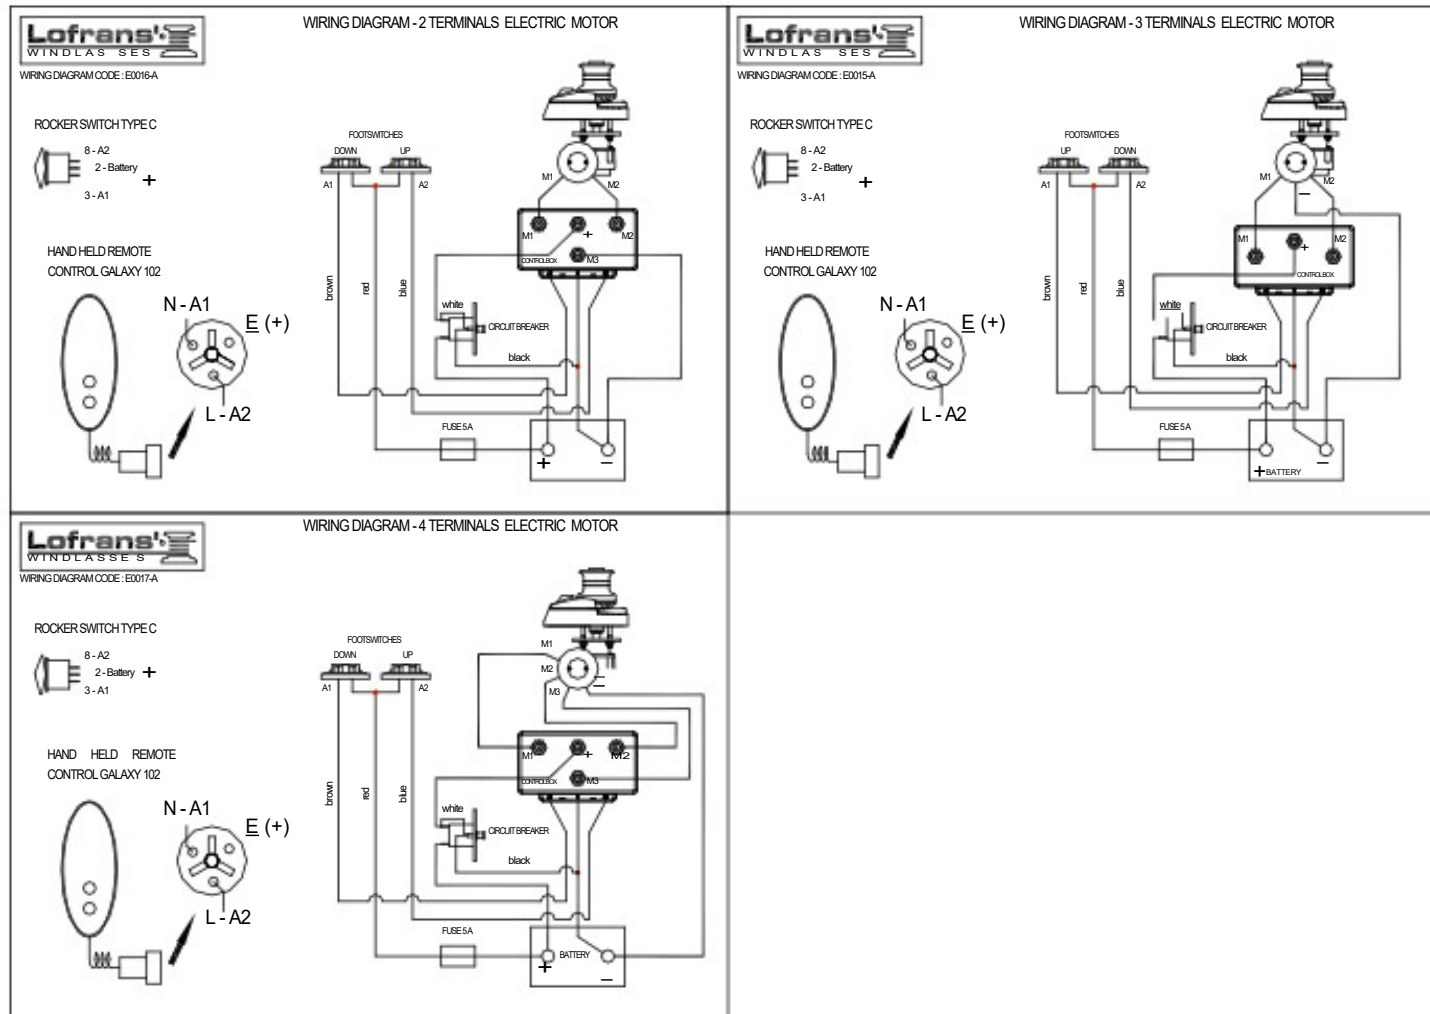 WIRING DIAGRAM - 2 TERMINALS ELECTRIC MOTOR
Lofrans'
WINDLAS SES
WIRING DIAGRAM CODE : E0016-A
ROCKER SWITCH TYPE C
8 - A2
2 - Battery +
3 - A1
HAND HELD REMOTE
CONTROL GALAXY 102
N - A1
E (+)
L - A2
FOOTSWITCHES
DOWN UP
A1 A2
brown
red
blue
M1 M2
M1 + M2
CONTROLBOX M3
white
CIRCUIT BREAKER
black
FUSE 5A
+ −
WIRING DIAGRAM - 3 TERMINALS ELECTRIC MOTOR
Lofrans'
WINDLAS SES
WIRING DIAGRAM CODE : E0015-A
ROCKER SWITCH TYPE C
8 - A2
2 - Battery +
3 - A1
HAND HELD REMOTE
CONTROL GALAXY 102
N - A1
E (+)
L - A2
FOOTSWITCHES
UP DOWN
A1 A2
brown
red
blue
M1 M2
−
M1 + M2
CONTROLBOX
white
CIRCUIT BREAKER
black
FUSE 5A
+ BATTERY −
WIRING DIAGRAM - 4 TERMINALS ELECTRIC MOTOR
Lofrans'
WINDLASSE S
WIRING DIAGRAM CODE : E0017-A
ROCKER SWITCH TYPE C
8 - A2
2 - Battery +
3 - A1
HAND HELD REMOTE
CONTROL GALAXY 102
N - A1
E (+)
L - A2
FOOTSWITCHES
DOWN UP
A1 A2
brown
red
blue
M1
M2
M3
− −
M1 + M2
CONTROLBOX M3
white
CIRCUIT BREAKER
black
FUSE 5A
+ BATTERY −